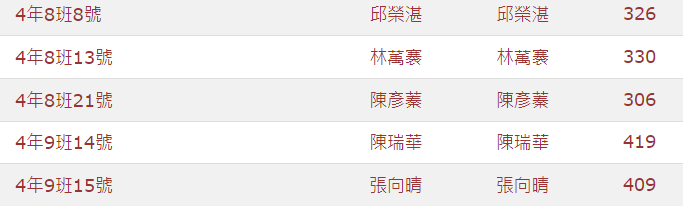 4年8班8號 邱榮湛 邱榮湛 326
4年8班13號 林萬褰 林萬褰 330
4年8班21號 陳彥蓁 陳彥蓁 306
4年9班14號 陳瑞華 陳瑞華 419
4年9班15號 張向晴 張向晴 409